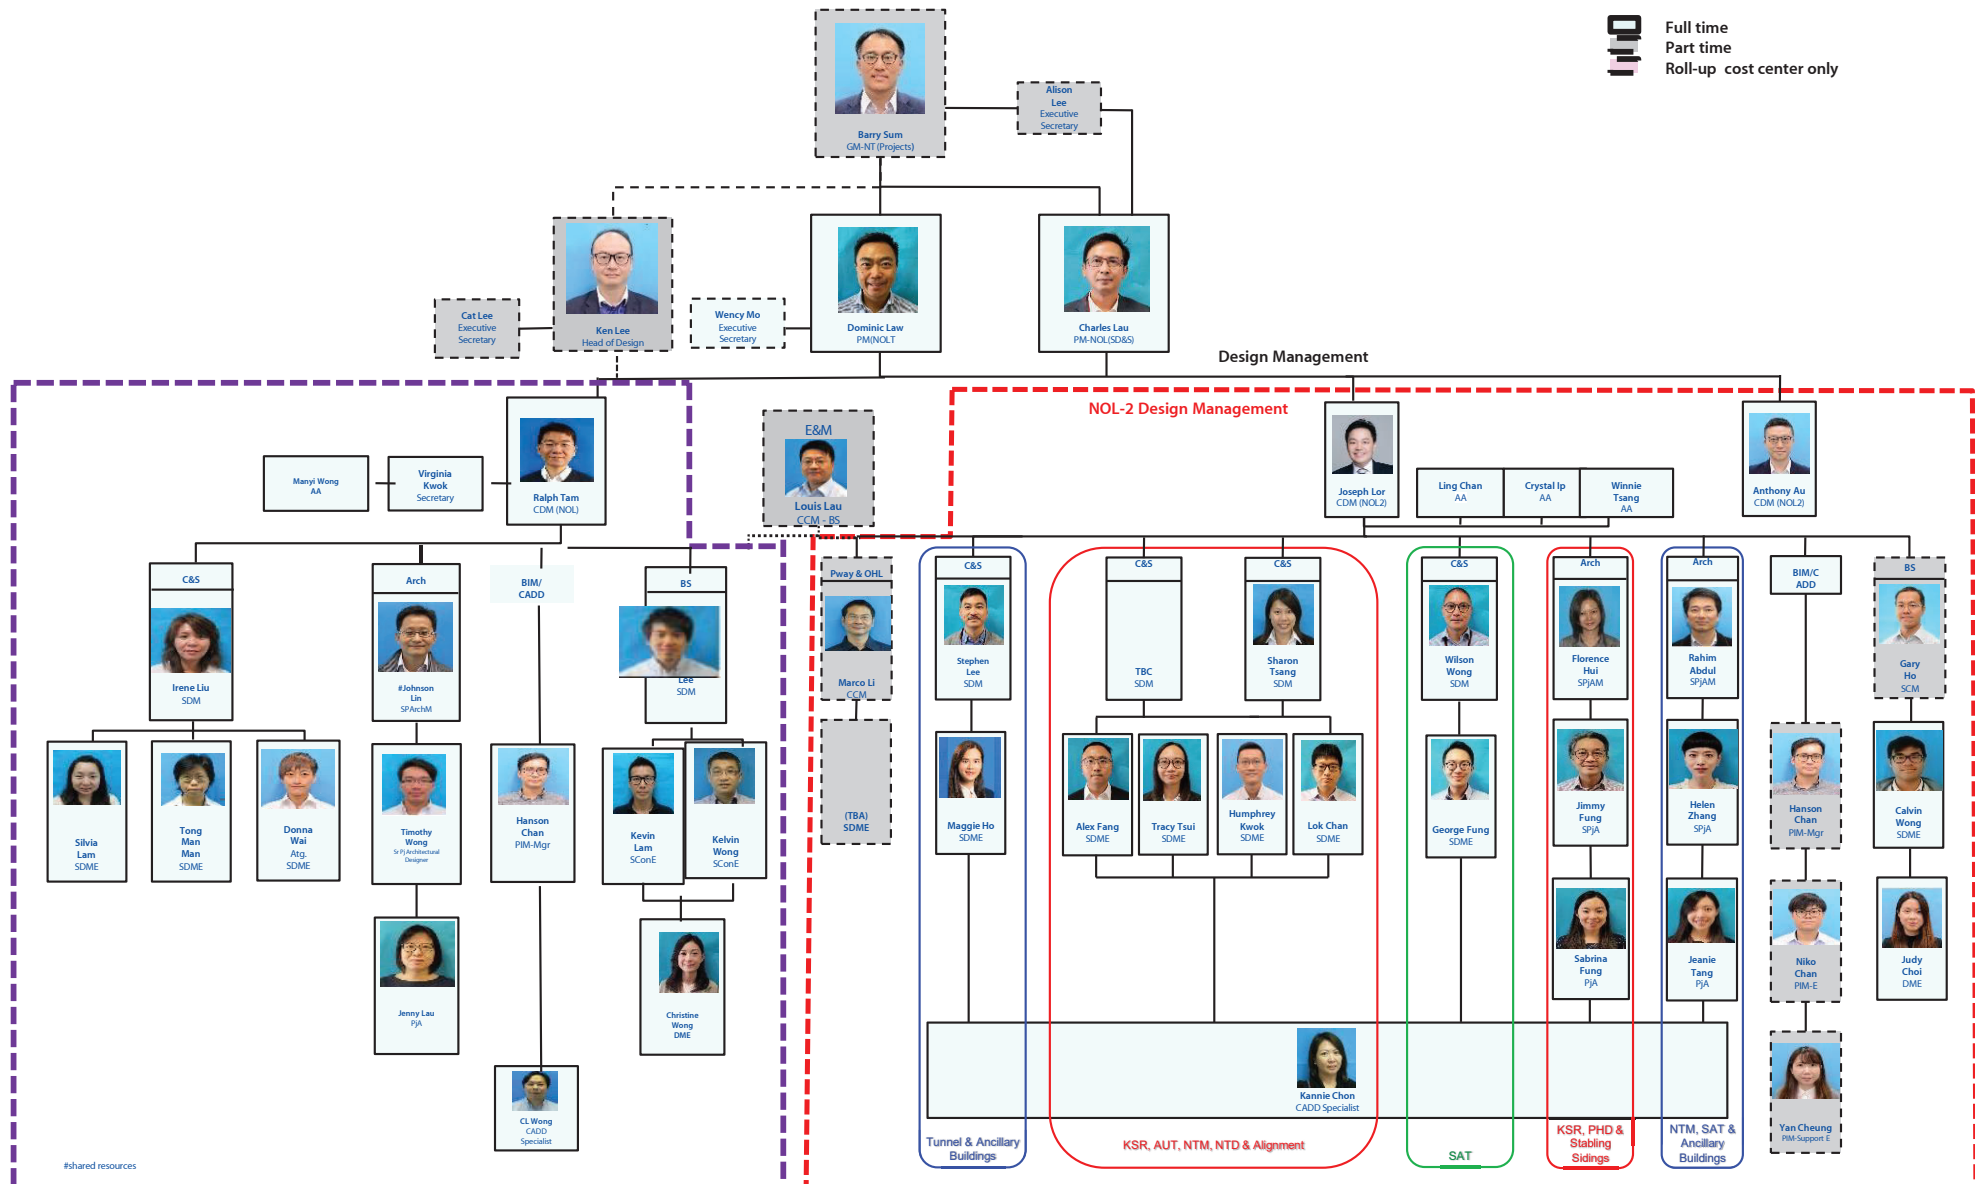 Full time
Part time
Roll-up cost center only
Barry Sum
GM-NT (Projects)
Alison
Lee
Executive
Secretary
Cat Lee
Executive
Secretary
Ken Lee
Head of Design
Wency Mo
Executive
Secretary
Dominic Law
PM(NOLT
Charles Lau
PM-NOL(SD&S)
Design Management
NOL-2 Design Management
Manyi Wong
AA
Virginia
Kwok
Secretary
Ralph Tam
CDM (NOL)
E&M
Louis Lau
CCM - BS
Joseph Lor
CDM (NOL2)
Ling Chan
AA
Crystal Ip
AA
Winnie
Tsang
AA
Anthony Au
CDM (NOL2)
C&S
Irene Liu
SDM
Arch
#Johnson
Lin
SPArchM
BIM/
CADD
BS
Lee
SDM
Silvia
Lam
SDME
Tong
Man
Man
SDME
Donna
Wai
Atg.
SDME
Timothy
Wong
Sr Pj Architectural
Designer
Hanson
Chan
PIM-Mgr
Kevin
Lam
SConE
Kelvin
Wong
SConE
Jenny Lau
PjA
Christine
Wong
DME
CL Wong
CADD
Specialist
#shared resources
Pway & OHL
Marco Li
CCM
(TBA)
SDME
C&S
Stephen
Lee
SDM
Maggie Ho
SDME
C&S
TBC
SDM
C&S
Sharon
Tsang
SDM
Alex Fang
SDME
Tracy Tsui
SDME
Humphrey
Kwok
SDME
Lok Chan
SDME
C&S
Wilson
Wong
SDM
George Fung
SDME
Arch
Florence
Hui
SPjAM
Jimmy
Fung
SPjA
Sabrina
Fung
PjA
Arch
Rahim
Abdul
SPjAM
Helen
Zhang
SPjA
Jeanie
Tang
PjA
BIM/C
ADD
Hanson
Chan
PIM-Mgr
Niko
Chan
PIM-E
Yan Cheung
PIM-Support E
BS
Gary
Ho
SCM
Calvin
Wong
SDME
Judy
Choi
DME
Kannie Chon
CADD Specialist
Tunnel & Ancillary
Buildings
KSR, AUT, NTM, NTD & Alignment
SAT
KSR, PHD &
Stabling
Sidings
NTM, SAT &
Ancillary
Buildings